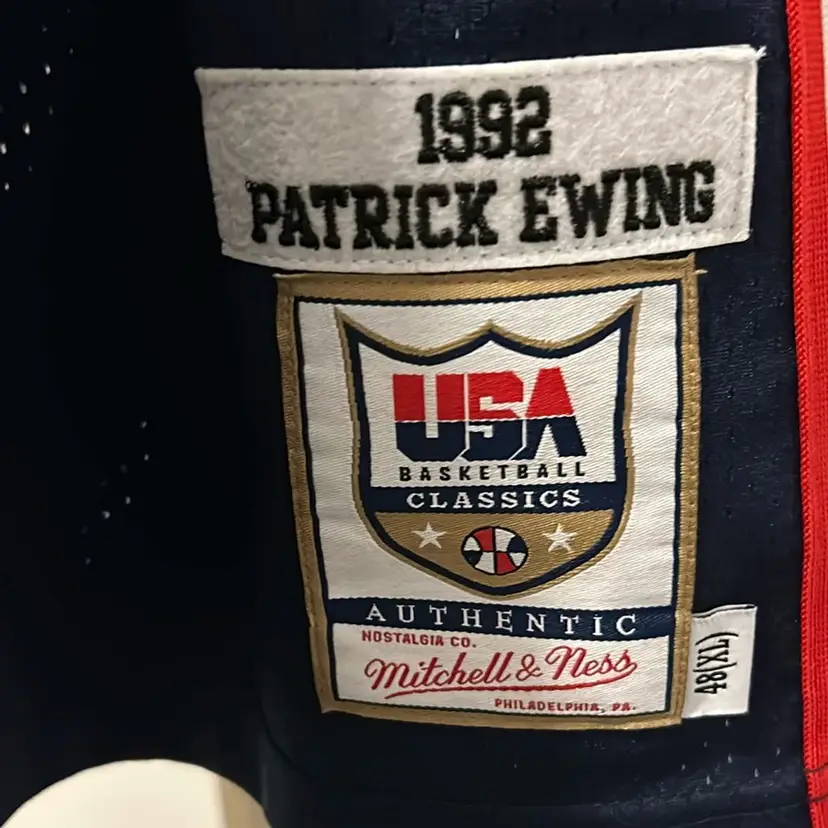 1992
PATRICK EWING
USA
BASKETBALL
CLASSICS
AUTHENTIC
NOSTALGIA CO.
Mitchell & Ness
PHILADELPHIA, PA.
48(XL)